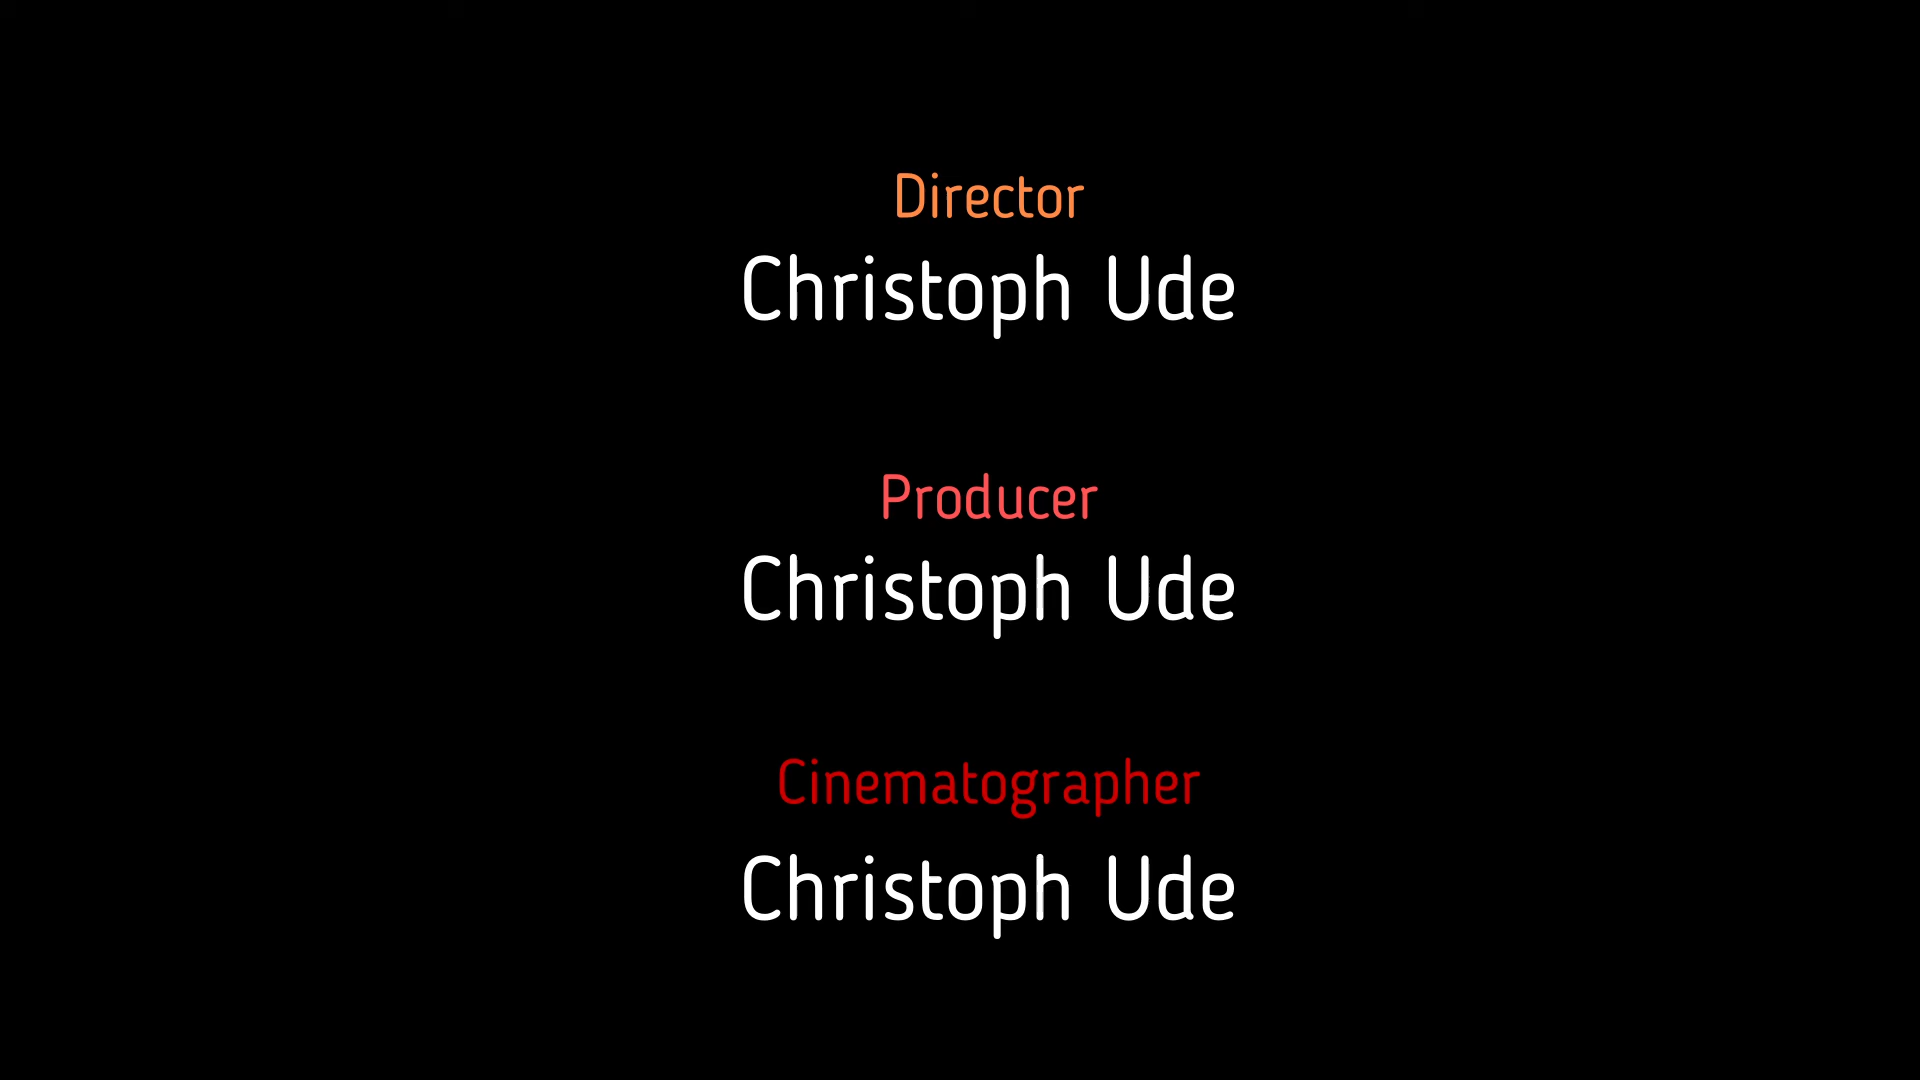 Director
Christoph Ude
Producer
Christoph Ude
Cinematographer
Christoph Ude